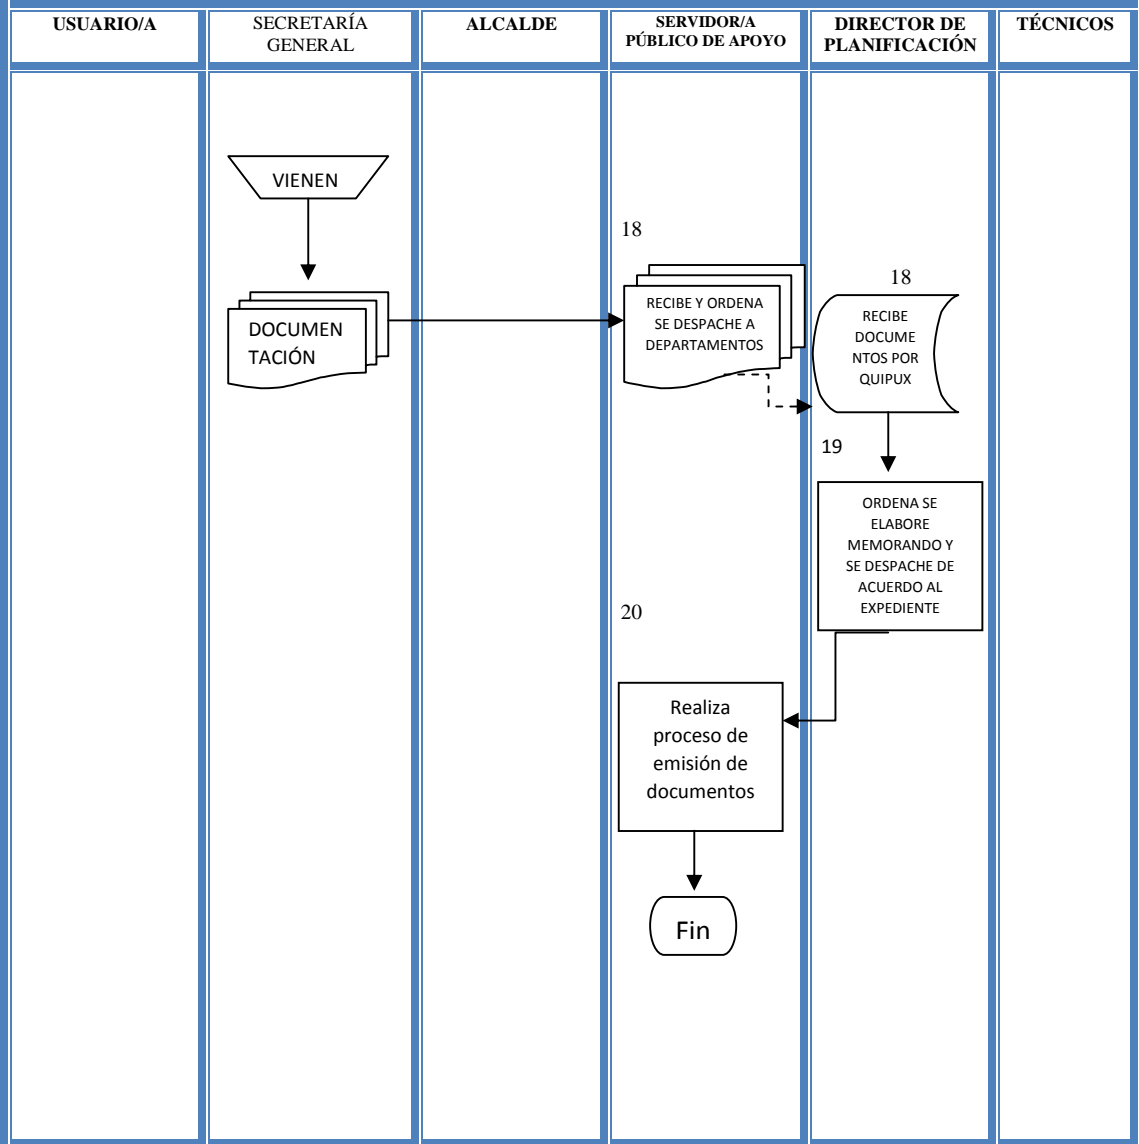 USUARIO/A
SECRETARÍA
GENERAL
ALCALDE
SERVIDOR/A
PÚBLICO DE APOYO
DIRECTOR DE
PLANIFICACIÓN
TÉCNICOS
VIENEN
DOCUMEN
TACIÓN
18
RECIBE Y ORDENA
SE DESPACHE A
DEPARTAMENTOS
18
RECIBE
DOCUME
NTOS POR
QUIPUX
19
ORDENA SE
ELABORE
MEMORANDO Y
SE DESPACHE DE
ACUERDO AL
EXPEDIENTE
20
Realiza
proceso de
emisión de
documentos
Fin